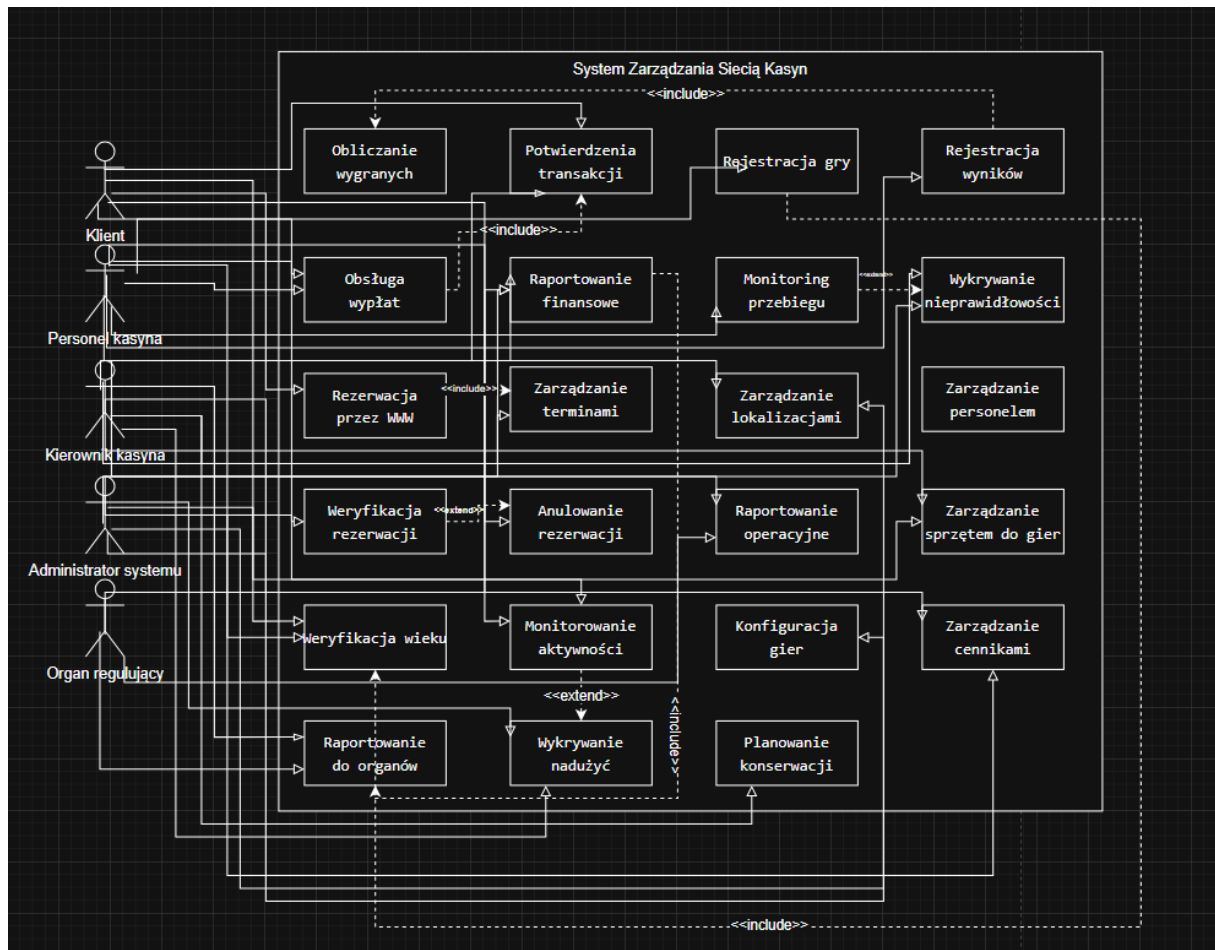 System Zarządzania Siecią Kasyn
<<include>>
Obliczanie
wygranych
Potwierdzenia
transakcji
Rejestracja gry
Rejestracja
wyników
Klient
<<include>>
Obsługa
wypłat
Raportowanie
finansowe
Monitoring
przebiegu
<<extend>>
Wykrywanie
nieprawidłowości
Personel kasyna
Rezerwacja
przez WWW
<<include>>
Zarządzanie
terminami
Zarządzanie
lokalizacjami
Zarządzanie
personelem
Kierownik kasyna
Weryfikacja
rezerwacji
<<extend>>
Anulowanie
rezerwacji
Raportowanie
operacyjne
Zarządzanie
sprzętem do gier
Administrator systemu
Weryfikacja wieku
Monitorowanie
aktywności
Konfiguracja
gier
Zarządzanie
cennikami
Organ regulujący
<<extend>>
<<include>>
Raportowanie
do organów
Wykrywanie
nadużyć
Planowanie
konserwacji
<<include>>